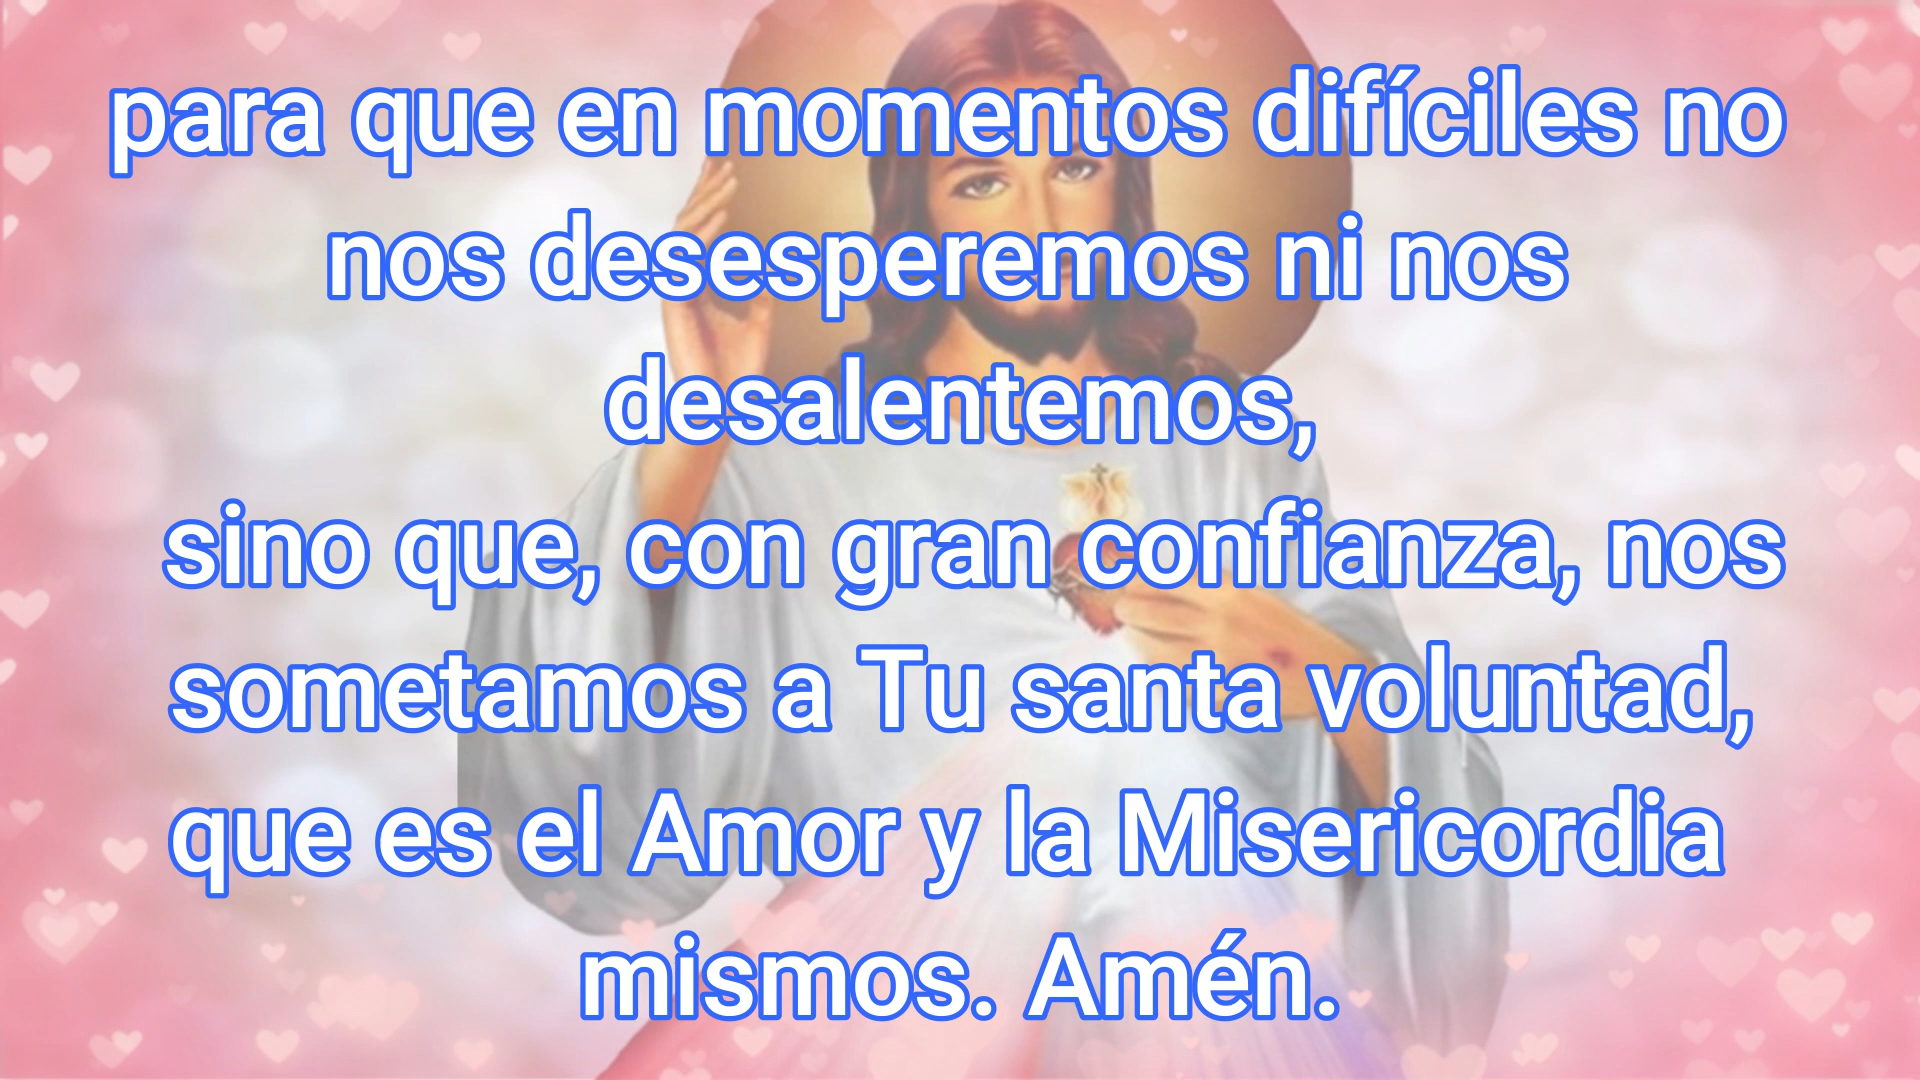 para que en momentos difíciles no
nos desesperemos ni nos
desalentemos,
sino que, con gran confianza, nos
sometamos a Tu santa voluntad,
que es el Amor y la Misericordia
mismos. Amén.